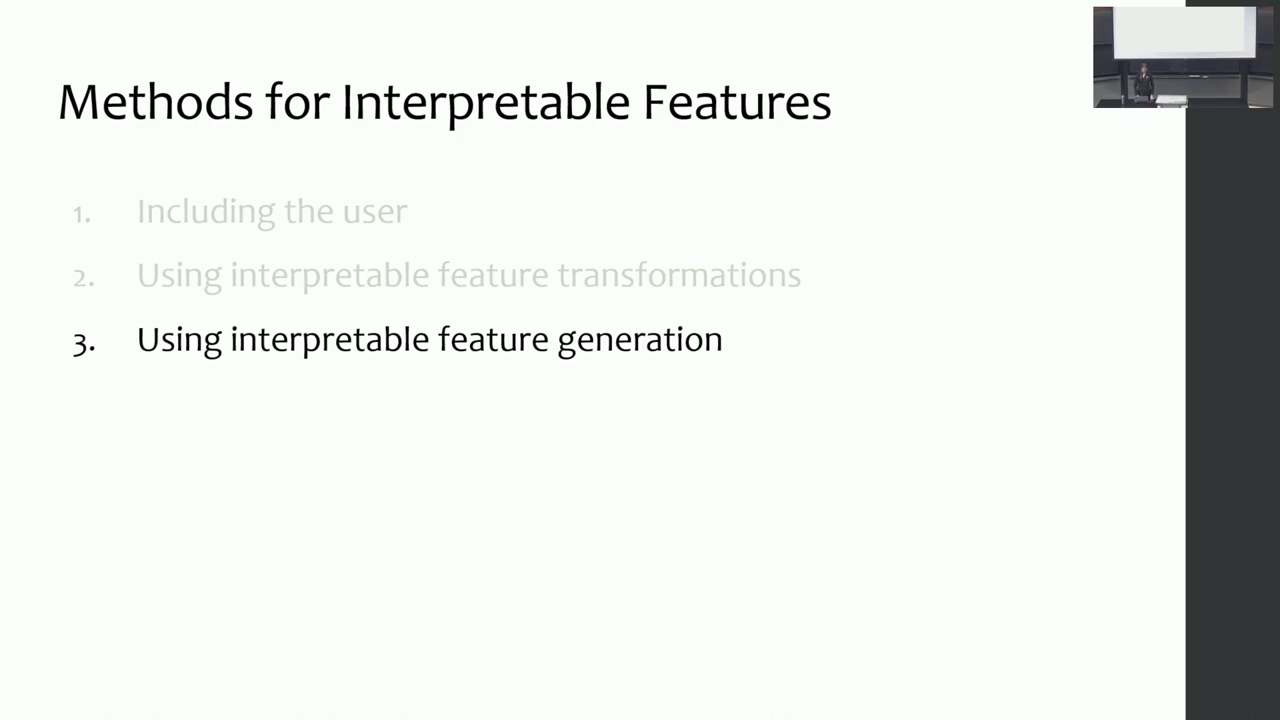 Methods for Interpretable Features
1. Including the user
2. Using interpretable feature transformations
3. Using interpretable feature generation